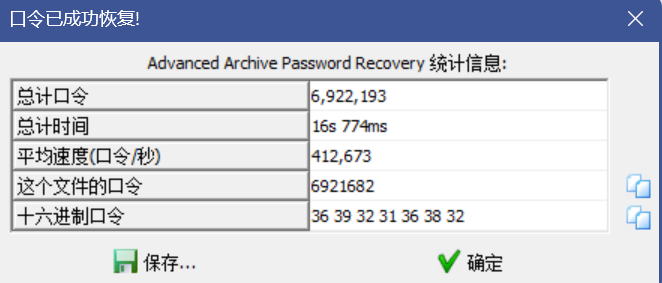 口令已成功恢复!
Advanced Archive Password Recovery 统计信息:
总计口令 6,922,193
总计时间 16s 774ms
平均速度(口令/秒) 412,673
这个文件的口令 6921682
十六进制口令 36 39 32 31 36 38 32
保存... 确定